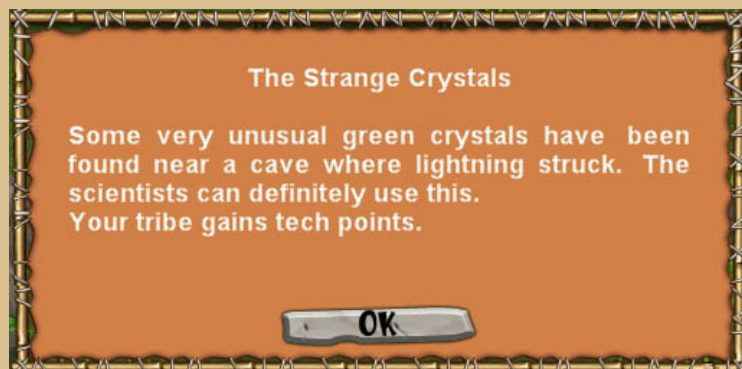 The Strange Crystals
Some very unusual green crystals have been
found near a cave where lightning struck. The
scientists can definitely use this.
Your tribe gains tech points.
OK